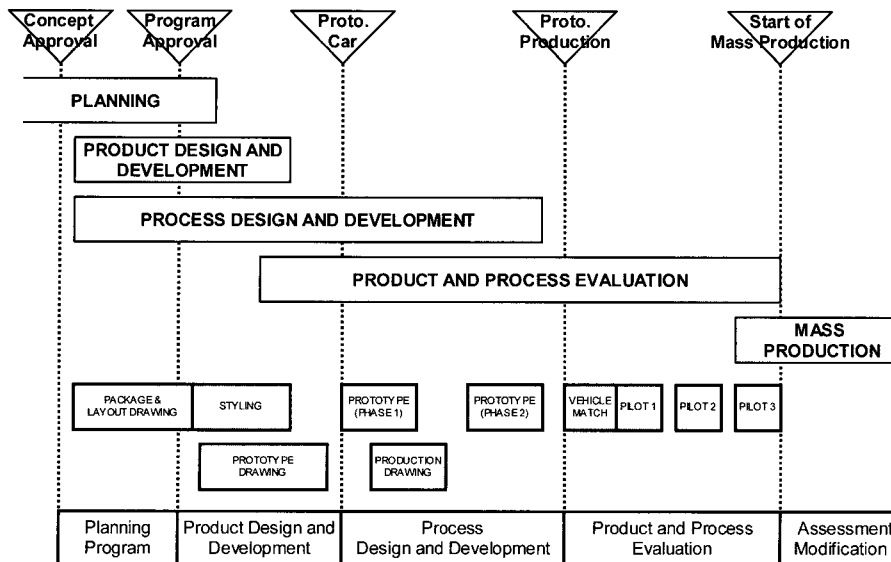 Concept
Approval
Program
Approval
Proto.
Car
Proto.
Production
Start of
Mass Production
PLANNING
PRODUCT DESIGN AND
DEVELOPMENT
PROCESS DESIGN AND DEVELOPMENT
PRODUCT AND PROCESS EVALUATION
MASS
PRODUCTION
PACKAGE &
LAYOUT DRAWING
STYLING
PROTOTYPE
(PHASE 1)
PROTOTYPE
(PHASE 2)
VEHICLE
MATCH
PILOT 1
PILOT 2
PILOT 3
PROTOTYPE
DRAWING
PRODUCTION
DRAWING
Planning
Program
Product Design and
Development
Process
Design and Development
Product and Process
Evaluation
Assessment
Modification